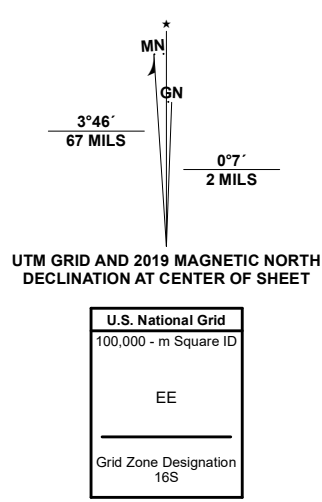 MN
GN
3°46´
67 MILS
0°7´
2 MILS
UTM GRID AND 2019 MAGNETIC NORTH
DECLINATION AT CENTER OF SHEET
U.S. National Grid
100,000 - m Square ID
EE
Grid Zone Designation
16S